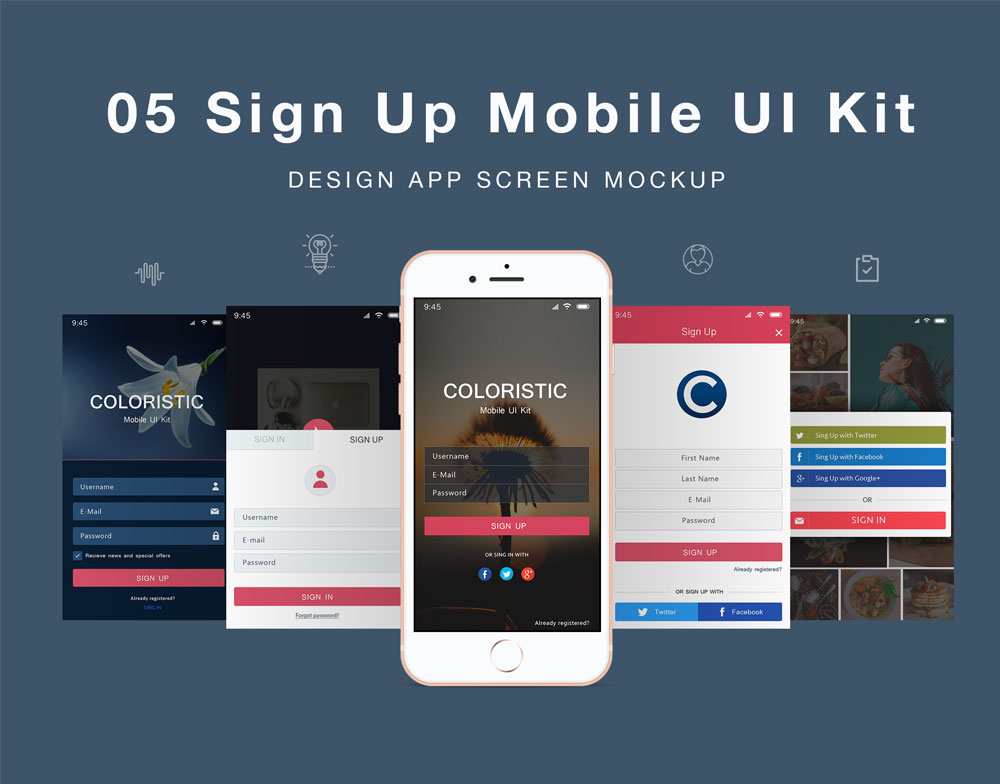 05 Sign Up Mobile UI Kit
DESIGN APP SCREEN MOCKUP
9:45
COLORISTIC
Mobile UI Kit
Username
E-Mail
Password
Recieve news and special offers
SIGN UP
Already registered?
SING IN
9:45
SIGN IN
SIGN UP
Username
E-mail
Password
SIGN IN
Forgot password?
9:45
COLORISTIC
Mobile UI Kit
Username
E-Mail
Password
SIGN UP
OR SING IN WITH
Already registered?
9:45
Sign Up
C
First Name
Last Name
E-Mail
Password
SIGN UP
Already registered?
OR SIGN UP WITH
Twitter
Facebook
9:45
Sing Up with Twitter
Sing Up with Facebook
Sing Up with Google+
OR
SIGN IN